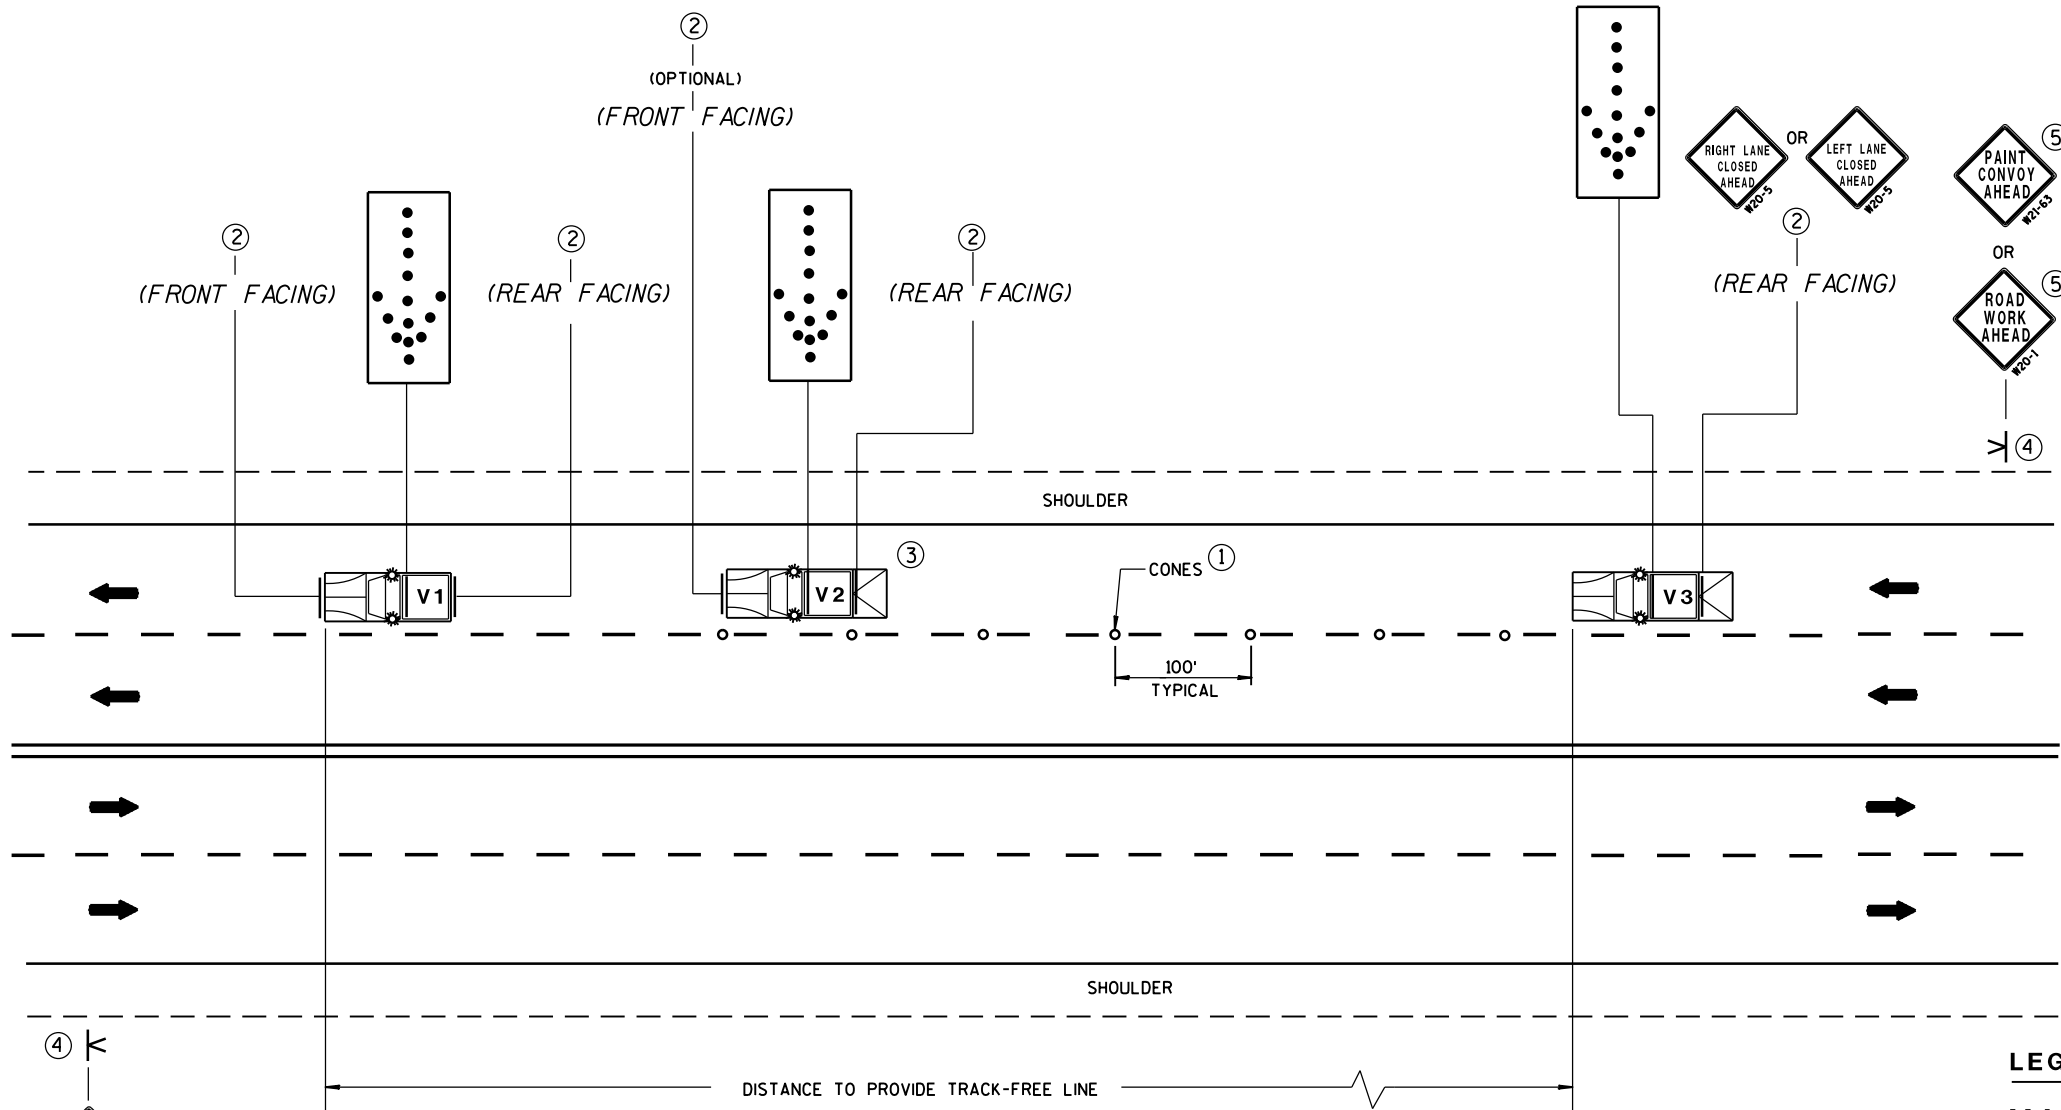 2
(OPTIONAL)
(FRONT FACING)
2
(FRONT FACING)
2
(REAR FACING)
2
(REAR FACING)
RIGHT LANE
CLOSED
AHEAD
W20-5
OR
LEFT LANE
CLOSED
AHEAD
W20-5
2
(REAR FACING)
5
PAINT
CONVOY
AHEAD
W21-63
OR
5
ROAD
WORK
AHEAD
W20-1
4
SHOULDER
V1
V2
3
CONES 1
V3
100'
TYPICAL
SHOULDER
4
DISTANCE TO PROVIDE TRACK-FREE LINE
LEG